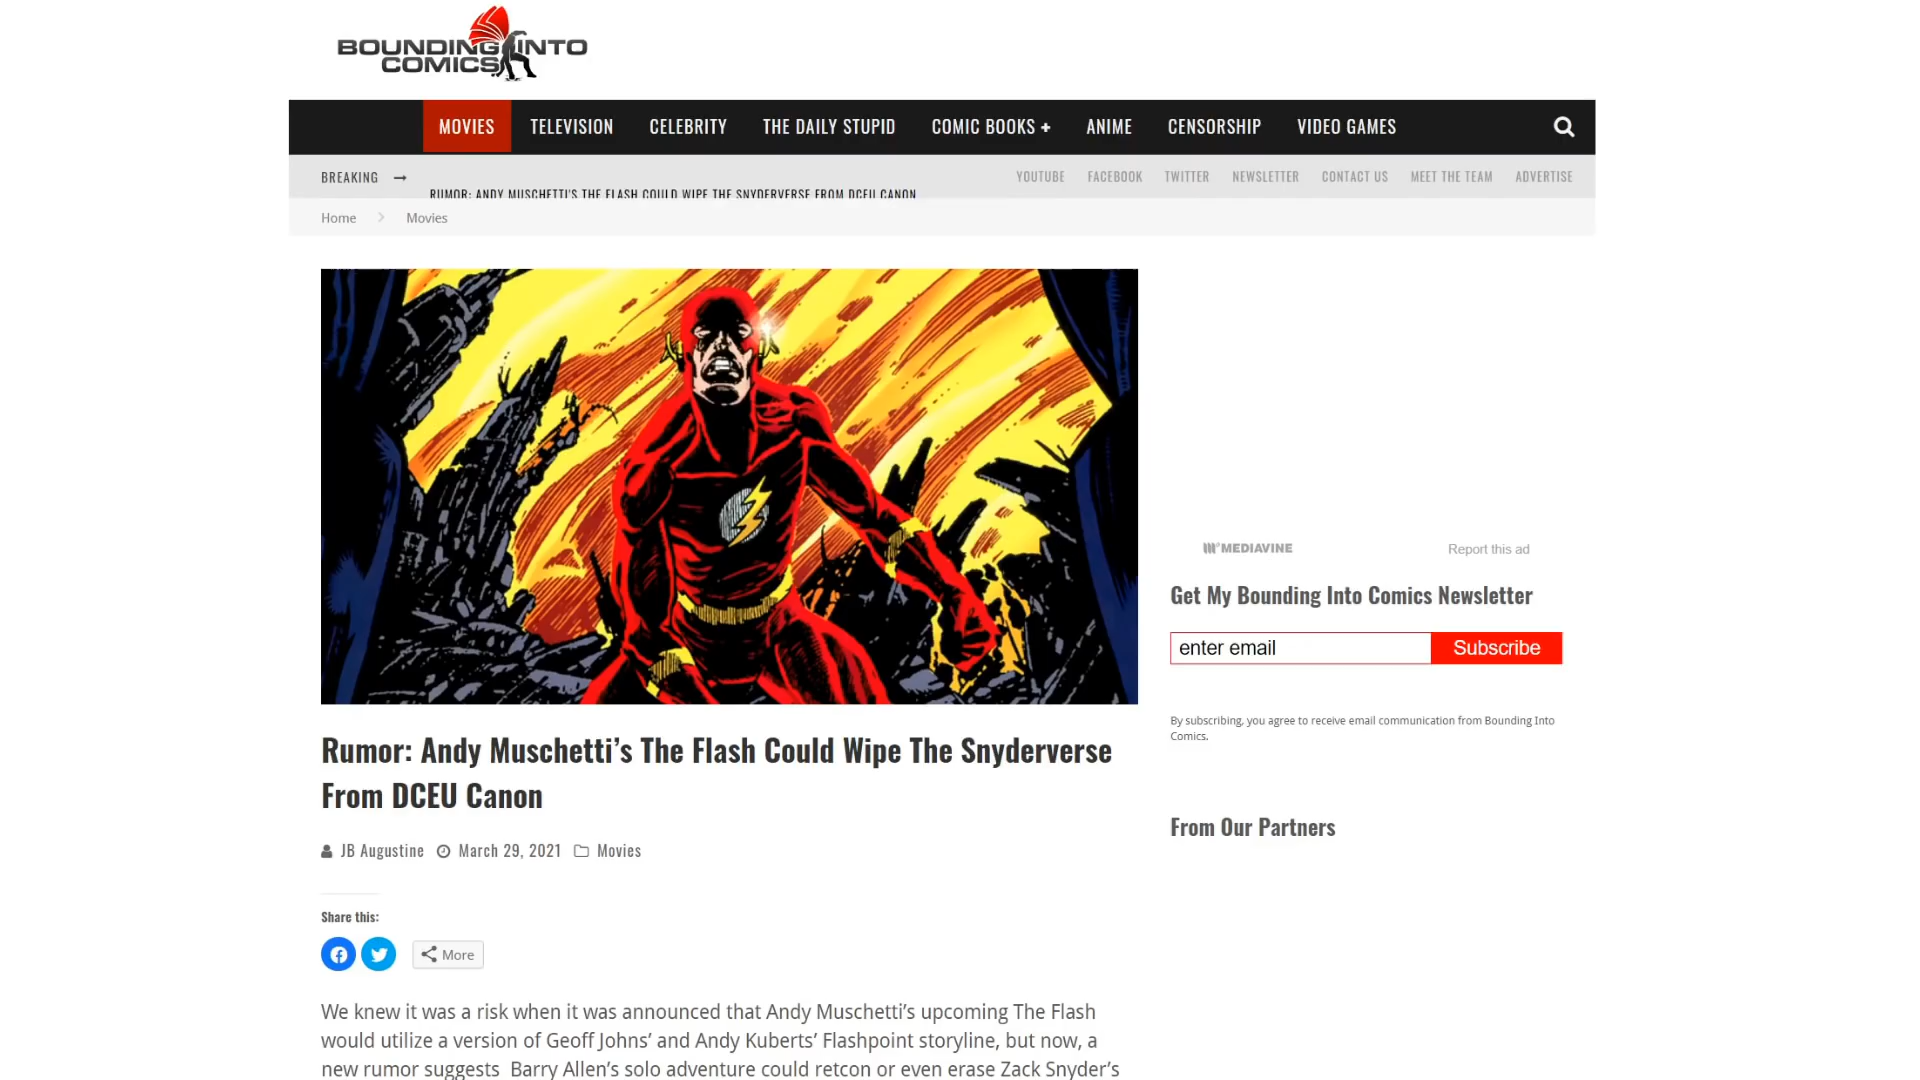 BOUNDING INTO
COMICS
MOVIES TELEVISION CELEBRITY THE DAILY STUPID COMIC BOOKS + ANIME CENSORSHIP VIDEO GAMES
BREAKING → RUMOR: ANDY MUSCHETTI'S THE FLASH COULD WIPE THE SNYDERVERSE FROM DCEU CANON YOUTUBE FACEBOOK TWITTER NEWSLETTER CONTACT US MEET THE TEAM ADVERTISE
Home > Movies
MEDIAVINE Report this ad
Get My Bounding Into Comics Newsletter
enter email Subscribe
By subscribing, you agree to receive email communication from Bounding Into
Comics.
From Our Partners
Rumor: Andy Muschetti’s The Flash Could Wipe The Snyderverse
From DCEU Canon
JB Augustine March 29, 2021 Movies
Share this:
More
We knew it was a risk when it was announced that Andy Muschetti’s upcoming The Flash
would utilize a version of Geoff Johns’ and Andy Kuberts’ Flashpoint storyline, but now, a
new rumor suggests Barry Allen’s solo adventure could retcon or even erase Zack Snyder’s